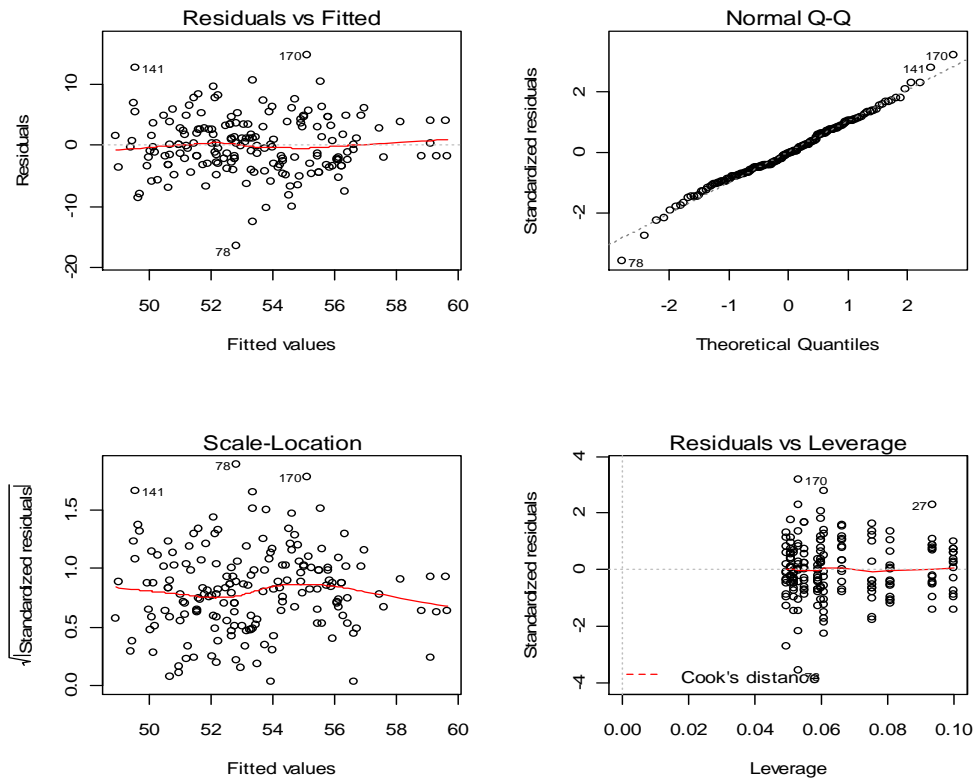 Residuals vs Fitted
Residuals
10
0
-10
-20
141
170
78
50 52 54 56 58 60
Fitted values
Normal Q-Q
Standardized residuals
2
0
-2
170
141
78
-2 -1 0 1 2
Theoretical Quantiles
Scale-Location
√|Standardized residuals|
1.5
1.0
0.5
0.0
78
170
141
50 52 54 56 58 60
Fitted values
Residuals vs Leverage
Standardized residuals
4
2
0
-2
-4
170
27
Cook's distance
78
0.00 0.02 0.04 0.06 0.08 0.10
Leverage